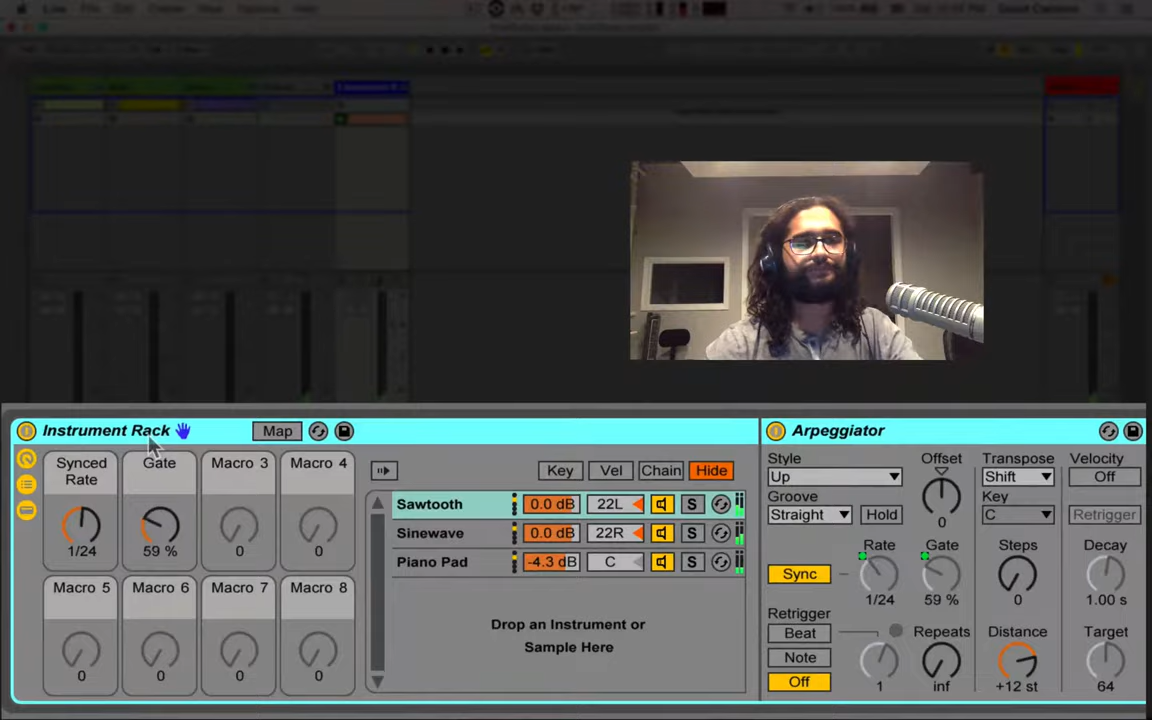 Instrument Rack Map
Arpeggiator
Synced Rate
Gate
Macro 3
Macro 4
1/24
59 %
0
0
Macro 5
Macro 6
Macro 7
Macro 8
0
0
0
0
Key Vel Chain Hide
Sawtooth 0.0 dB 22L S
Sinewave 0.0 dB 22R S
Piano Pad -4.3 dB C S
Drop an Instrument or
Sample Here
Style
Up
Groove
Straight Hold
Offset
0
Transpose
Shift
Key
C
Velocity
Off
Retrigger
Sync
Rate
1/24
Gate
59 %
Steps
0
Decay
1.00 s
Retrigger
Beat
Note
Off
1
Repeats
inf
Distance
+12 st
Target
64